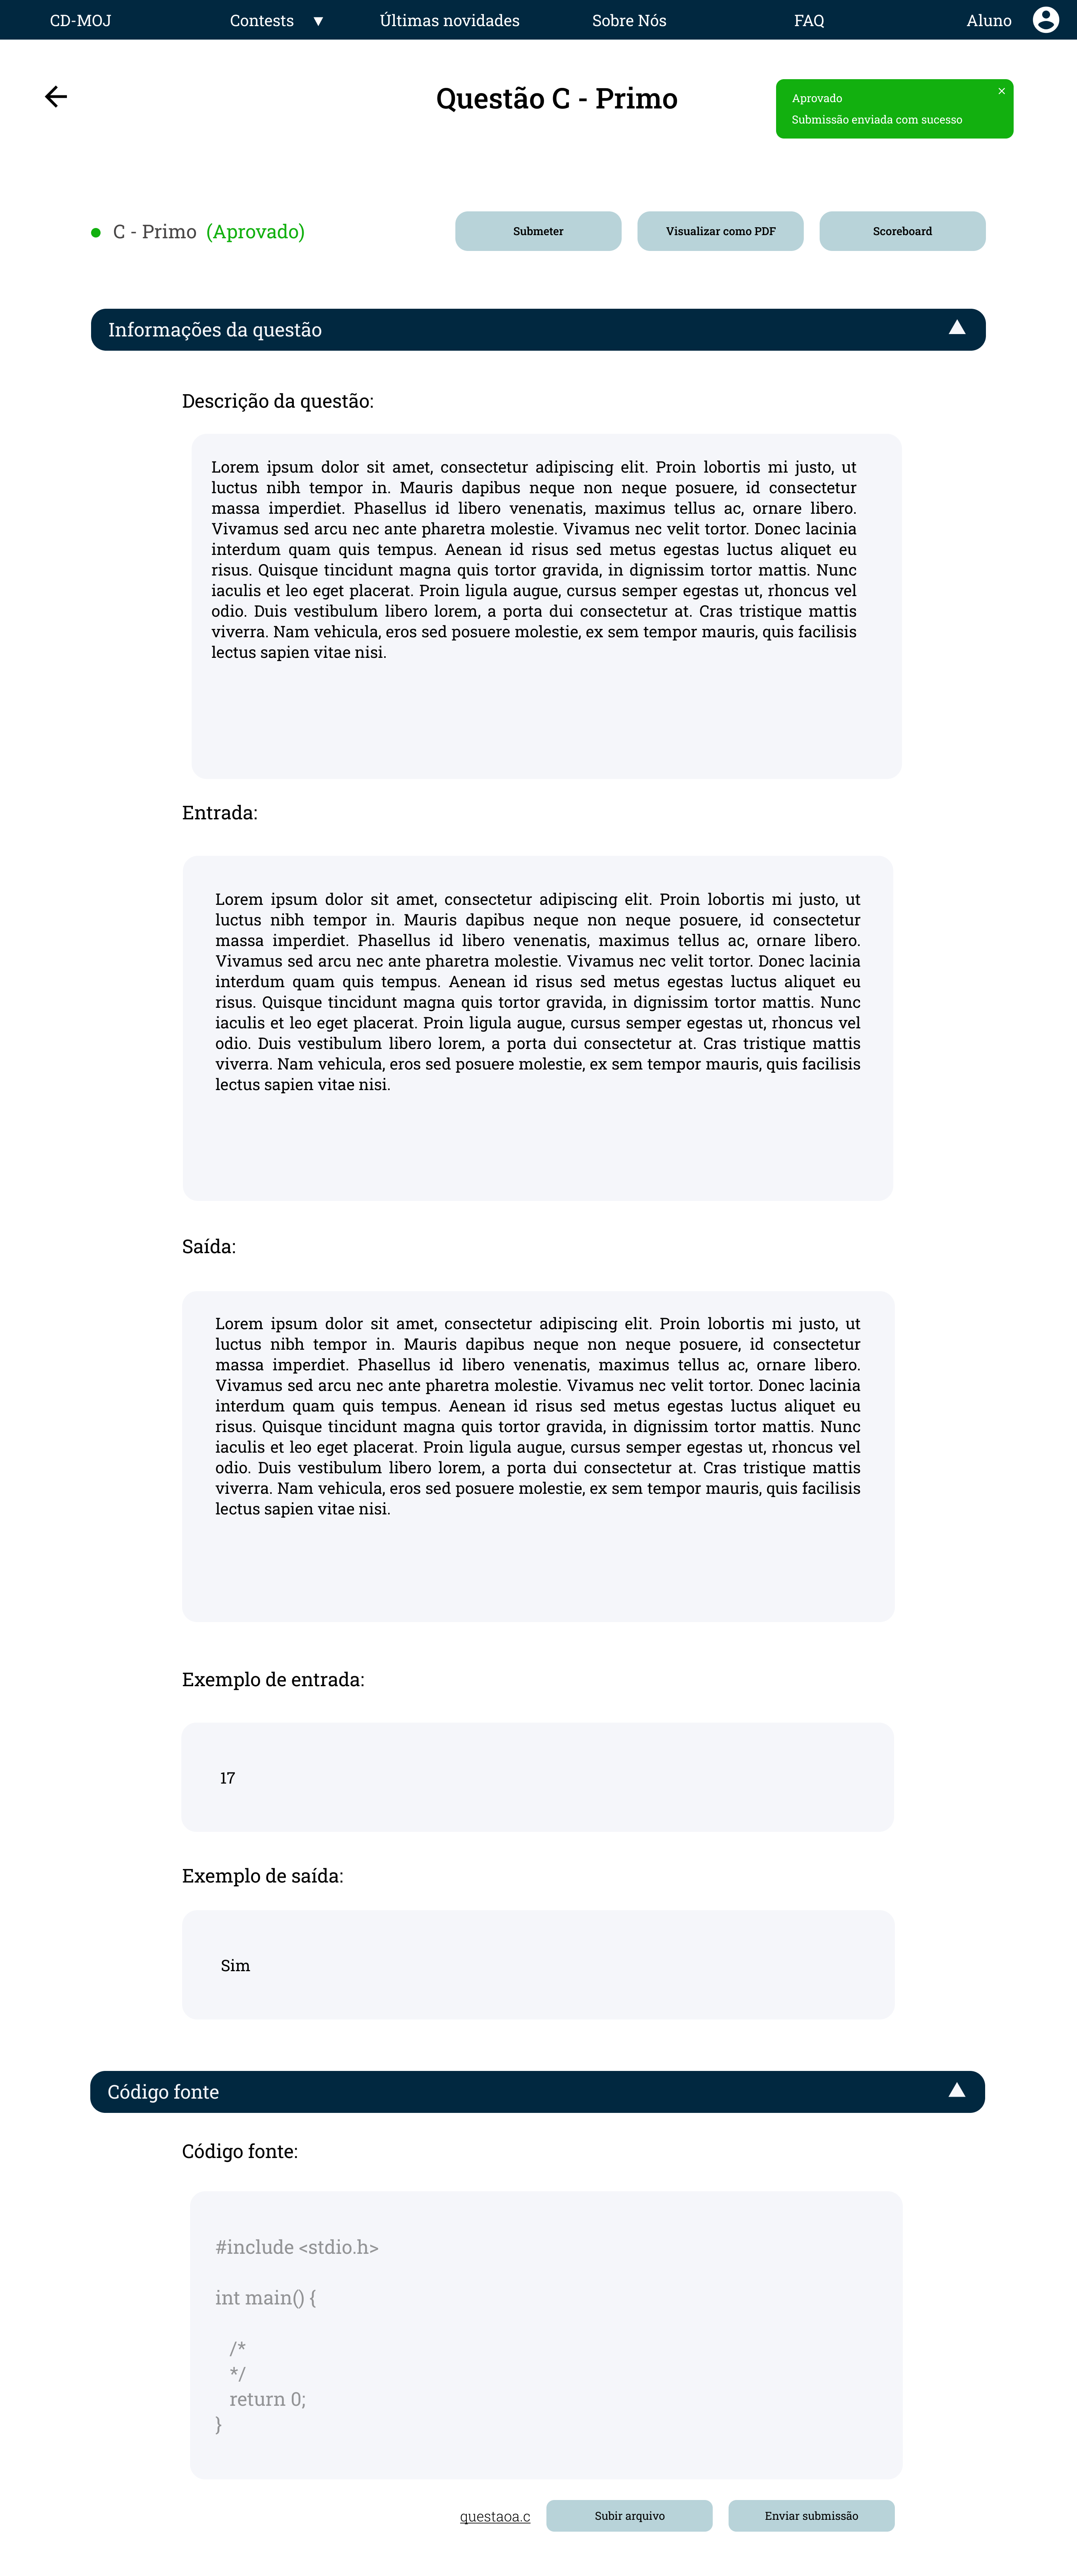 CD-MOJ
Contests ▼
Últimas novidades
Sobre Nós
FAQ
Aluno
Questão C - Primo
Aprovado
Submissão enviada com sucesso
C - Primo (Aprovado)
Submeter
Visualizar como PDF
Scoreboard
Informações da questão
Descrição da questão:
Lorem ipsum dolor sit amet, consectetur adipiscing elit. Proin lobortis mi justo, ut
luctus nibh tempor in. Mauris dapibus neque non neque posuere, id consectetur
massa imperdiet. Phasellus id libero venenatis, maximus tellus ac, ornare libero.
Vivamus sed arcu nec ante pharetra molestie. Vivamus nec velit tortor. Donec lacinia
interdum quam quis tempus. Aenean id risus sed metus egestas luctus aliquet eu
risus. Quisque tincidunt magna quis tortor gravida, in dignissim tortor mattis. Nunc
iaculis et leo eget placerat. Proin ligula augue, cursus semper egestas ut, rhoncus vel
odio. Duis vestibulum libero lorem, a porta dui consectetur at. Cras tristique mattis
viverra. Nam vehicula, eros sed posuere molestie, ex sem tempor mauris, quis facilisis
lectus sapien vitae nisi.
Entrada:
Lorem ipsum dolor sit amet, consectetur adipiscing elit. Proin lobortis mi justo, ut
luctus nibh tempor in. Mauris dapibus neque non neque posuere, id consectetur
massa imperdiet. Phasellus id libero venenatis, maximus tellus ac, ornare libero.
Vivamus sed arcu nec ante pharetra molestie. Vivamus nec velit tortor. Donec lacinia
interdum quam quis tempus. Aenean id risus sed metus egestas luctus aliquet eu
risus. Quisque tincidunt magna quis tortor gravida, in dignissim tortor mattis. Nunc
iaculis et leo eget placerat. Proin ligula augue, cursus semper egestas ut, rhoncus vel
odio. Duis vestibulum libero lorem, a porta dui consectetur at. Cras tristique mattis
viverra. Nam vehicula, eros sed posuere molestie, ex sem tempor mauris, quis facilisis
lectus sapien vitae nisi.
Saída:
Lorem ipsum dolor sit amet, consectetur adipiscing elit. Proin lobortis mi justo, ut
luctus nibh tempor in. Mauris dapibus neque non neque posuere, id consectetur
massa imperdiet. Phasellus id libero venenatis, maximus tellus ac, ornare libero.
Vivamus sed arcu nec ante pharetra molestie. Vivamus nec velit tortor. Donec lacinia
interdum quam quis tempus. Aenean id risus sed metus egestas luctus aliquet eu
risus. Quisque tincidunt magna quis tortor gravida, in dignissim tortor mattis. Nunc
iaculis et leo eget placerat. Proin ligula augue, cursus semper egestas ut, rhoncus vel
odio. Duis vestibulum libero lorem, a porta dui consectetur at. Cras tristique mattis
viverra. Nam vehicula, eros sed posuere molestie, ex sem tempor mauris, quis facilisis
lectus sapien vitae nisi.
Exemplo de entrada:
17
Exemplo de saída:
Sim
Código fonte
Código fonte:
#include <stdio.h>
int main() {
/*
*/
return 0;
}
questaoa.c
Subir arquivo
Enviar submissão